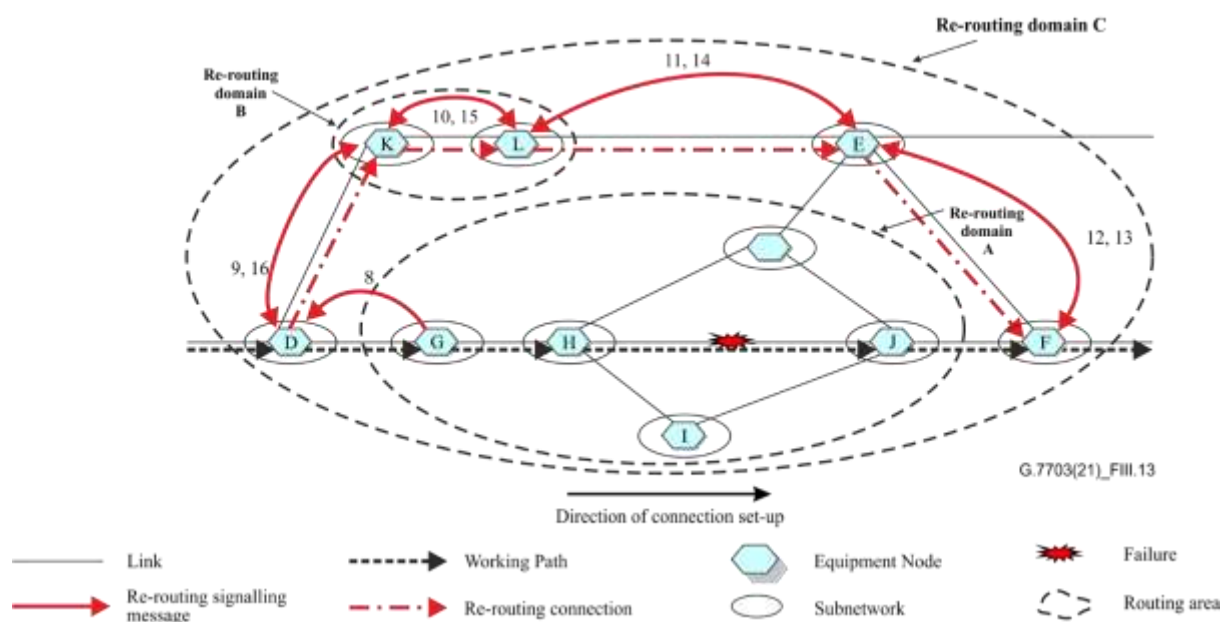 Re-routing domain C
11, 14
Re-routing
domain
B
10, 15
K
L
E
Re-routing
domain
A
12, 13
9, 16
8
D
G
H
J
F
I
G.7703(21)_FIII.13
Direction of connection set-up
Link
Working Path
Equipment Node
Failure
Re-routing signalling
message
Re-routing connection
Subnetwork
Routing area